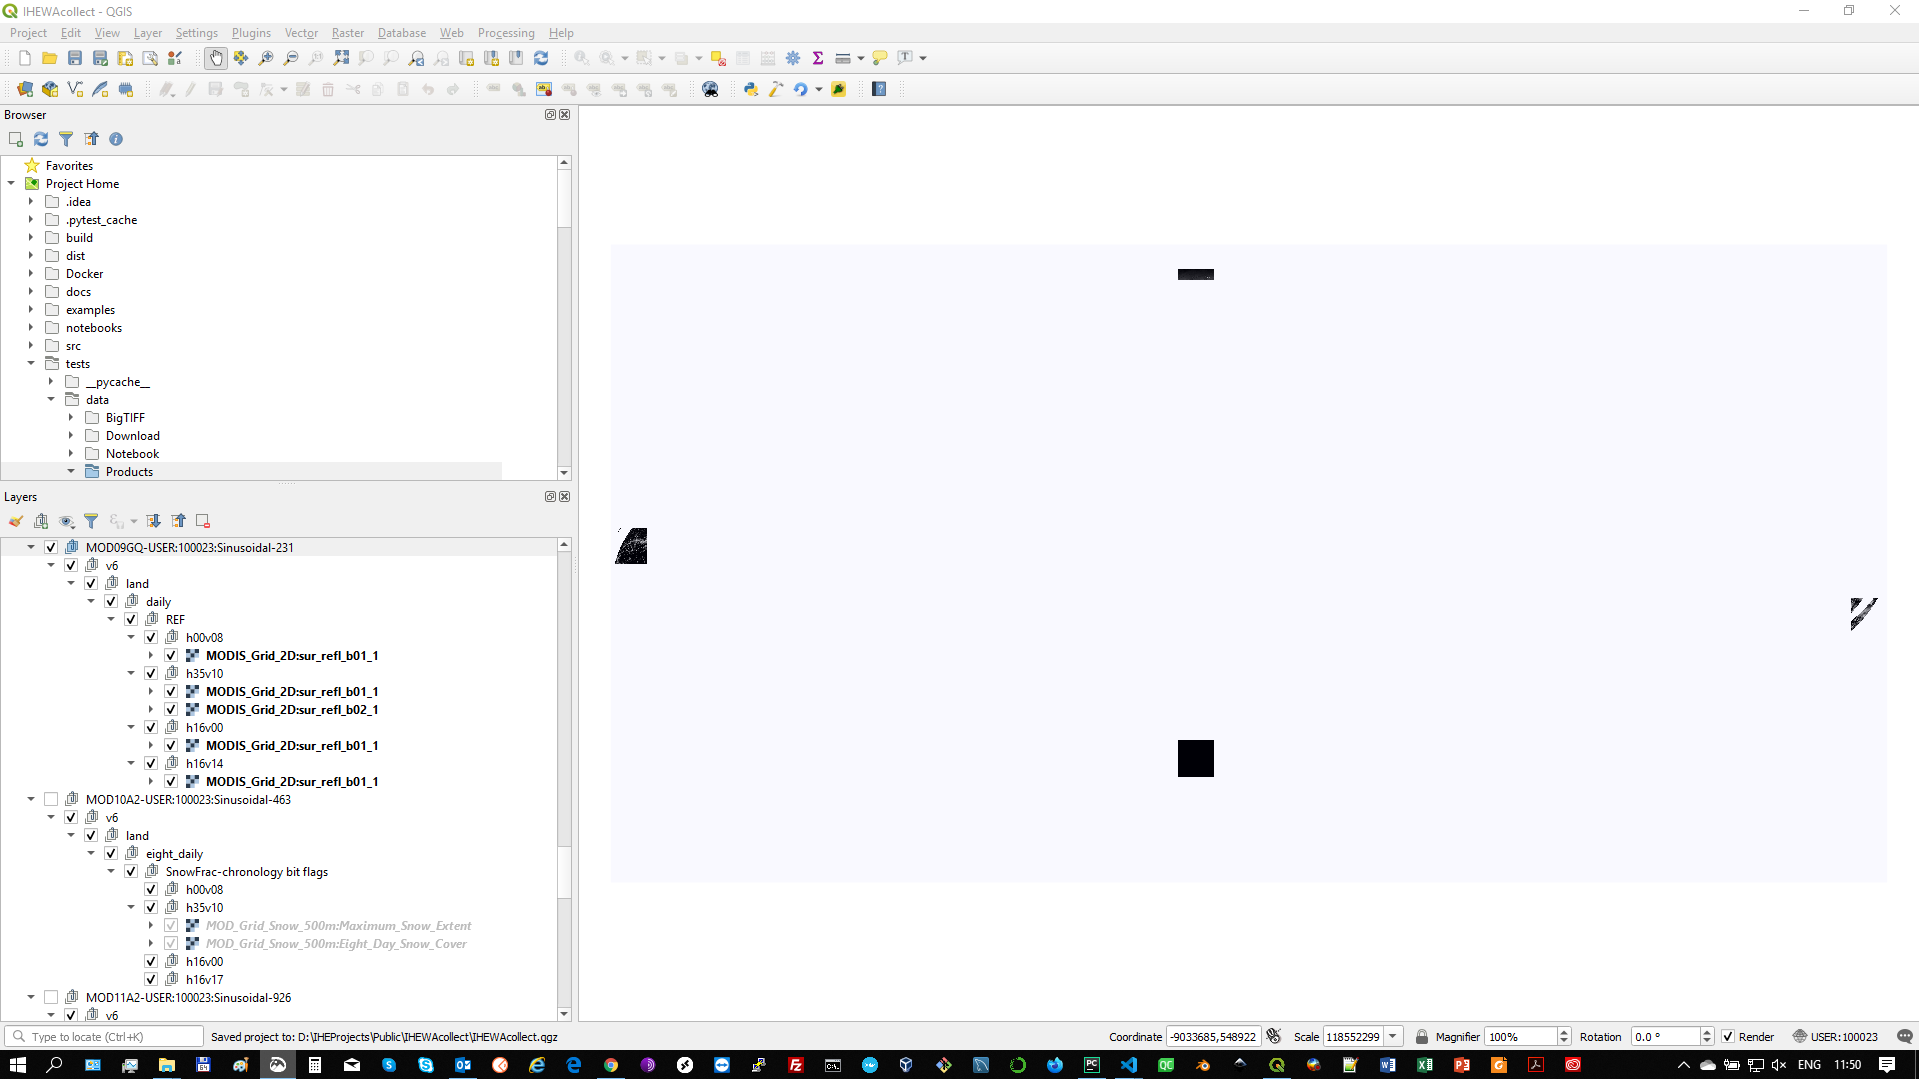 IHEWAcollect - QGIS
Project Edit View Layer Settings Plugins Vector Raster Database Web Processing Help
Browser
Favorites
Project Home
.idea
.pytest_cache
build
dist
Docker
docs
examples
notebooks
src
tests
__pycache__
data
BigTIFF
Download
Notebook
Products
Layers
MOD09GQ-USER:100023:Sinusoidal-231
v6
land
daily
REF
h00v08
MODIS_Grid_2D:sur_refl_b01_1
h35v10
MODIS_Grid_2D:sur_refl_b01_1
MODIS_Grid_2D:sur_refl_b02_1
h16v00
MODIS_Grid_2D:sur_refl_b01_1
h16v14
MODIS_Grid_2D:sur_refl_b01_1
MOD10A2-USER:100023:Sinusoidal-463
v6
land
eight_daily
SnowFrac-chronology bit flags
h00v08
h35v10
MOD_Grid_Snow_500m:Maximum_Snow_Extent
MOD_Grid_Snow_500m:Eight_Day_Snow_Cover
h16v00
h16v17
MOD11A2-USER:100023:Sinusoidal-926
v6
Type to locate (Ctrl+K) Saved project to: D:\IHEProjects\Public\IHEWAcollect\IHEWAcollect.qgz Coordinate -9033685,548922 Scale 118552299 Magnifier 100% Rotation 0.0 ° Render USER:100023
ENG 11:50